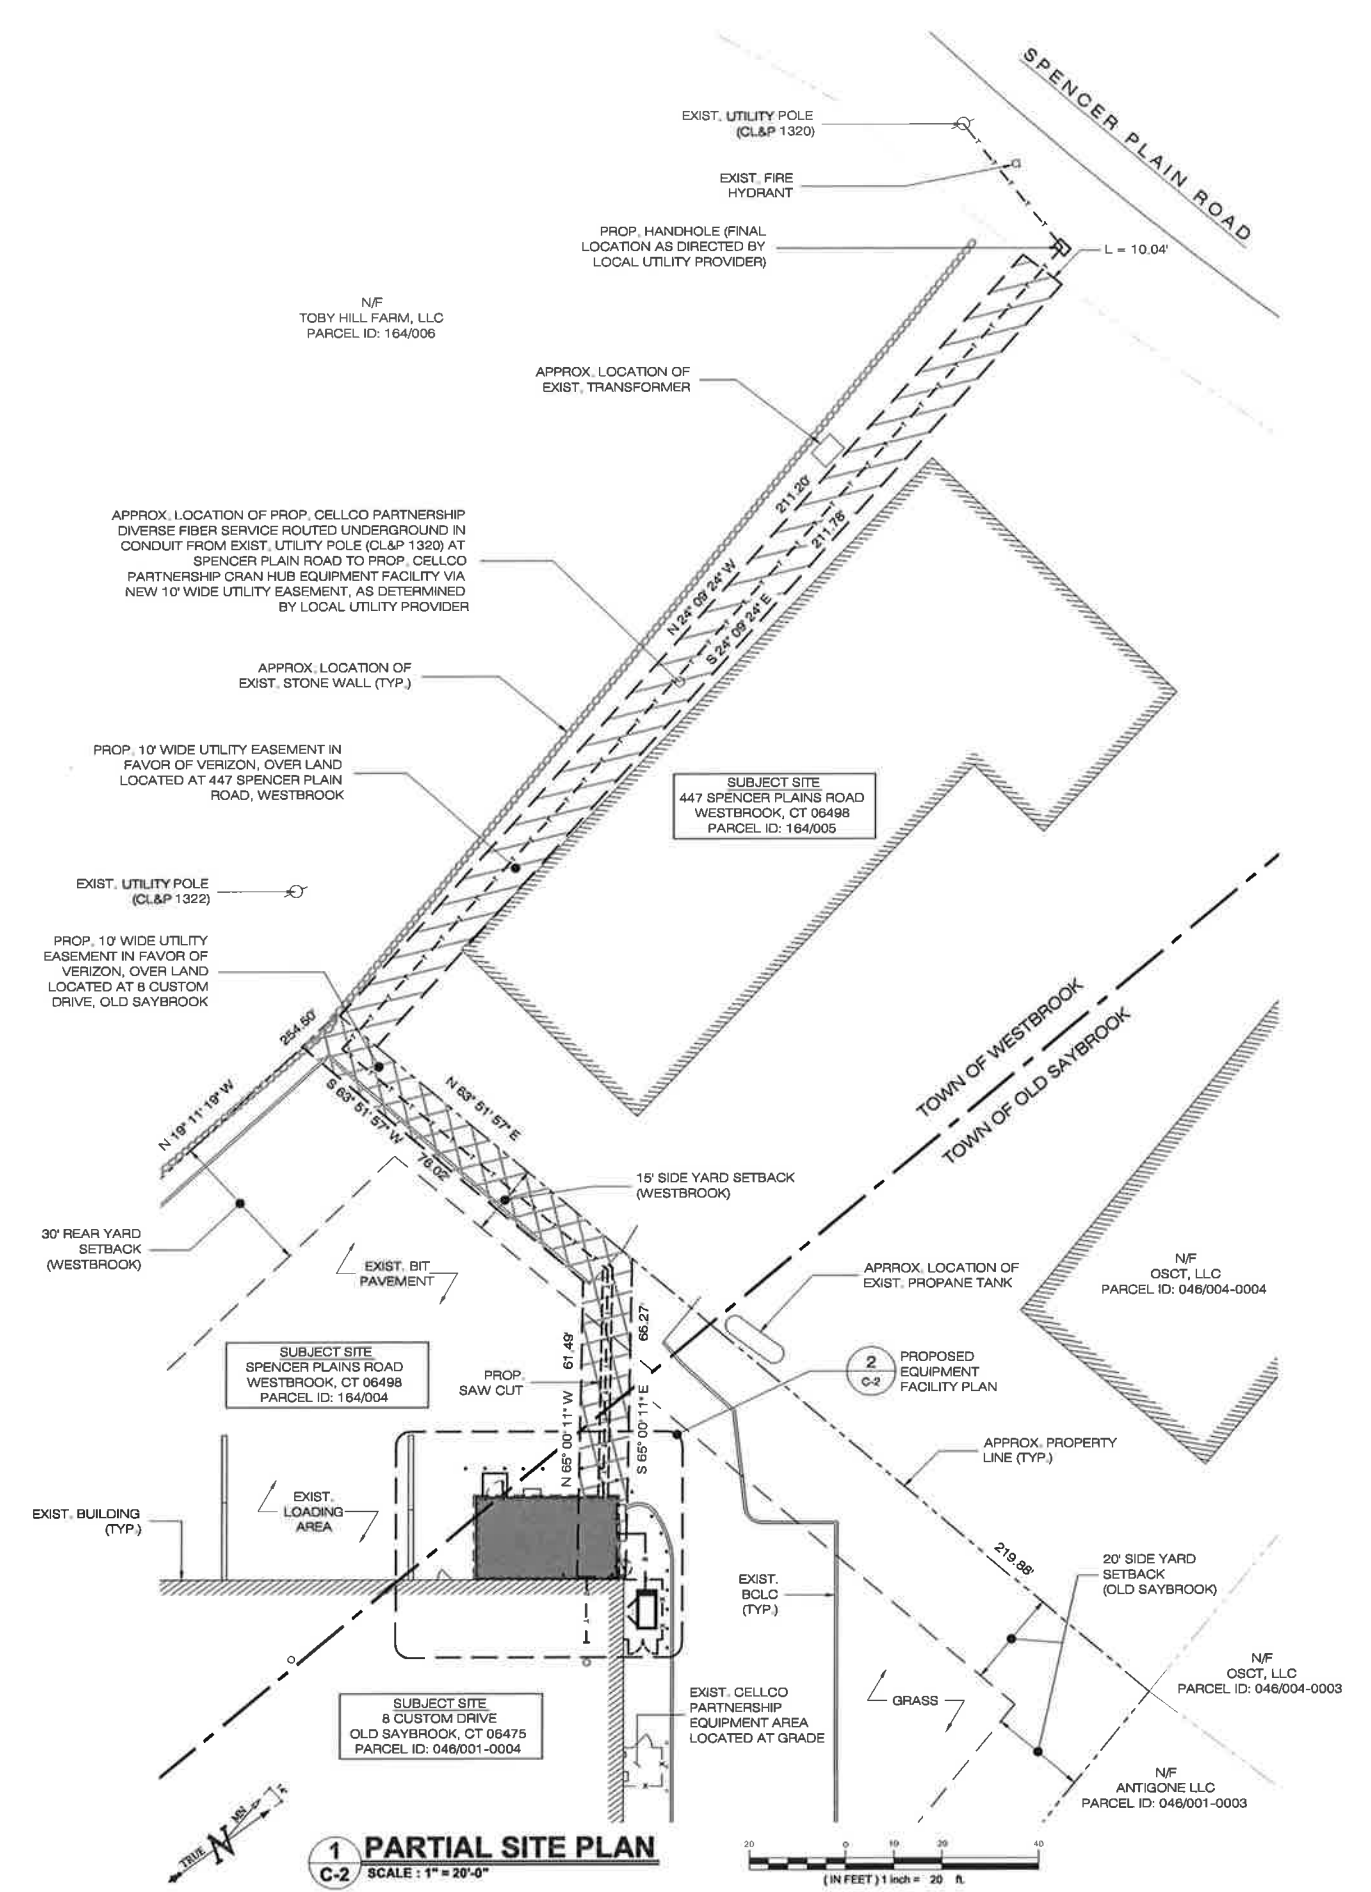 SPENCER PLAIN ROAD
EXIST. UTILITY POLE
(CL&P 1320)
EXIST. FIRE
HYDRANT
PROP. HANDHOLE (FINAL
LOCATION AS DIRECTED BY
LOCAL UTILITY PROVIDER)
L = 10.04'
N/F
TOBY HILL FARM, LLC
PARCEL ID: 164/006
APPROX. LOCATION OF
EXIST. TRANSFORMER
211.20'
211.78'
N 24° 09' 24" W
S 24° 09' 24" E
APPROX. LOCATION OF PROP. CELLCO PARTNERSHIP
DIVERSE FIBER SERVICE ROUTED UNDERGROUND IN
CONDUIT FROM EXIST. UTILITY POLE (CL&P 1320) AT
SPENCER PLAIN ROAD TO PROP. CELLCO
PARTNERSHIP CRAN HUB EQUIPMENT FACILITY VIA
NEW 10' WIDE UTILITY EASEMENT, AS DETERMINED
BY LOCAL UTILITY PROVIDER
APPROX. LOCATION OF
EXIST. STONE WALL (TYP.)
PROP. 10' WIDE UTILITY EASEMENT IN
FAVOR OF VERIZON, OVER LAND
LOCATED AT 447 SPENCER PLAIN
ROAD, WESTBROOK
SUBJECT SITE
447 SPENCER PLAINS ROAD
WESTBROOK, CT 06498
PARCEL ID: 164/005
EXIST. UTILITY POLE
(CL&P 1322)
PROP. 10' WIDE UTILITY
EASEMENT IN FAVOR OF
VERIZON, OVER LAND
LOCATED AT 8 CUSTOM
DRIVE, OLD SAYBROOK
254.50'
N 19° 11' 19" W
S 63° 51' 57" W
N 63° 51' 57" E
76.02'
TOWN OF WESTBROOK
TOWN OF OLD SAYBROOK
15' SIDE YARD SETBACK
(WESTBROOK)
30' REAR YARD
SETBACK
(WESTBROOK)
EXIST. BIT
PAVEMENT
APRROX. LOCATION OF
EXIST. PROPANE TANK
N/F
OSCT, LLC
PARCEL ID: 046/004-0004
SUBJECT SITE
SPENCER PLAINS ROAD
WESTBROOK, CT 06498
PARCEL ID: 164/004
PROP.
SAW CUT
61.49'
66.27'
N 65° 00' 11" W
S 65° 00' 11" E
2
C-2
PROPOSED
EQUIPMENT
FACILITY PLAN
APPROX. PROPERTY
LINE (TYP.)
EXIST.
LOADING
AREA
EXIST. BUILDING
(TYP.)
EXIST.
BCLC
(TYP.)
219.88'
20' SIDE YARD
SETBACK
(OLD SAYBROOK)
N/F
OSCT, LLC
PARCEL ID: 046/004-0003
GRASS
SUBJECT SITE
8 CUSTOM DRIVE
OLD SAYBROOK, CT 06475
PARCEL ID: 046/001-0004
EXIST. CELLCO
PARTNERSHIP
EQUIPMENT AREA
LOCATED AT GRADE
N/F
ANTIGONE LLC
PARCEL ID: 046/001-0003
TRUE N MN
1
C-2
PARTIAL SITE PLAN
SCALE : 1" = 20'-0"
20 0 10 20 40
( IN FEET ) 1 inch = 20 ft.